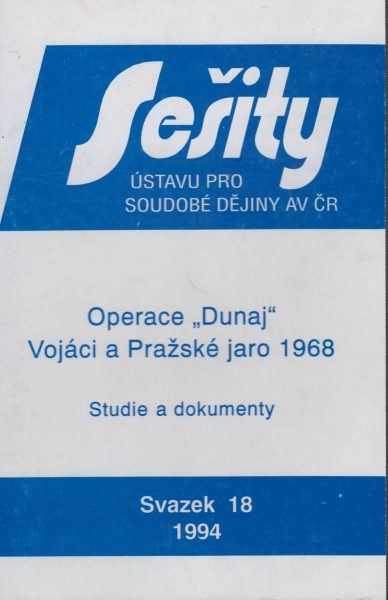 Sešity
ÚSTAVU PRO
SOUDOBÉ DĚJINY AV ČR
Operace „Dunaj“
Vojáci a Pražské jaro 1968
Studie a dokumenty
Svazek 18
1994